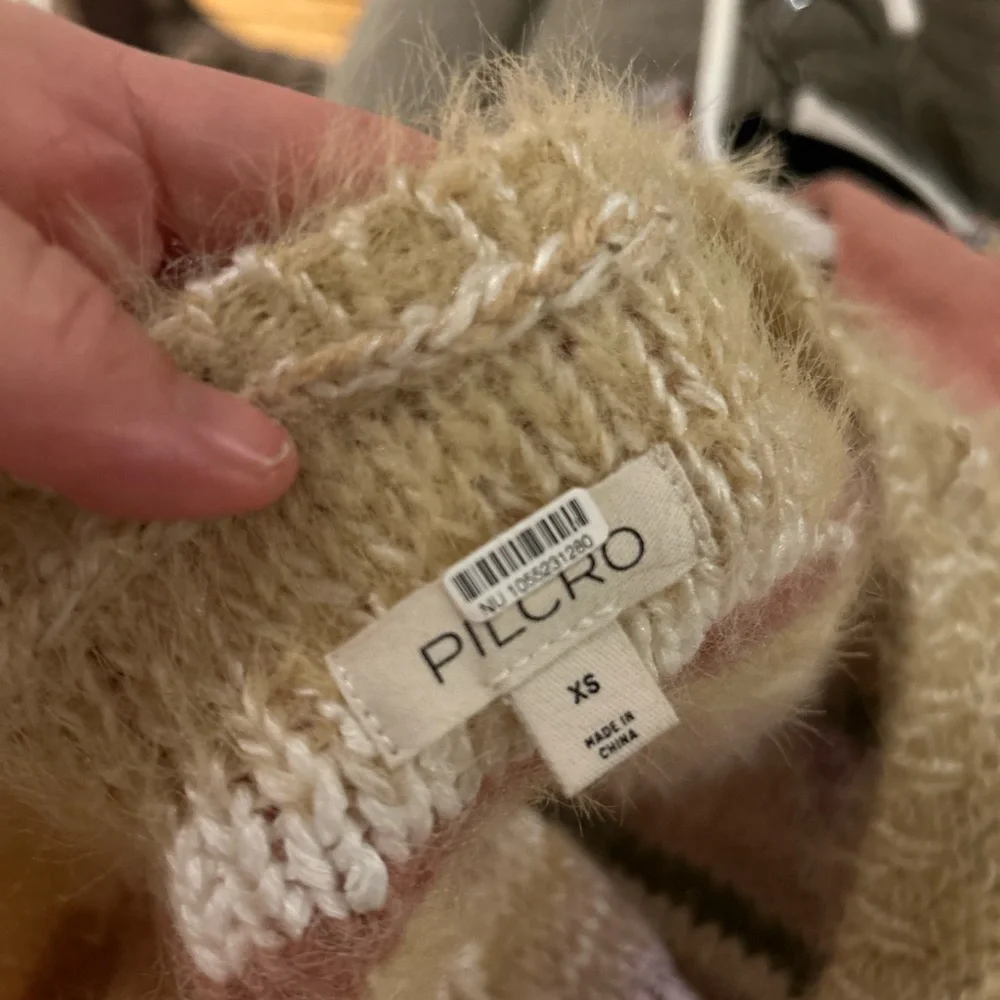 NU 1055231280
PILCRO
XS
MADE IN
CHINA